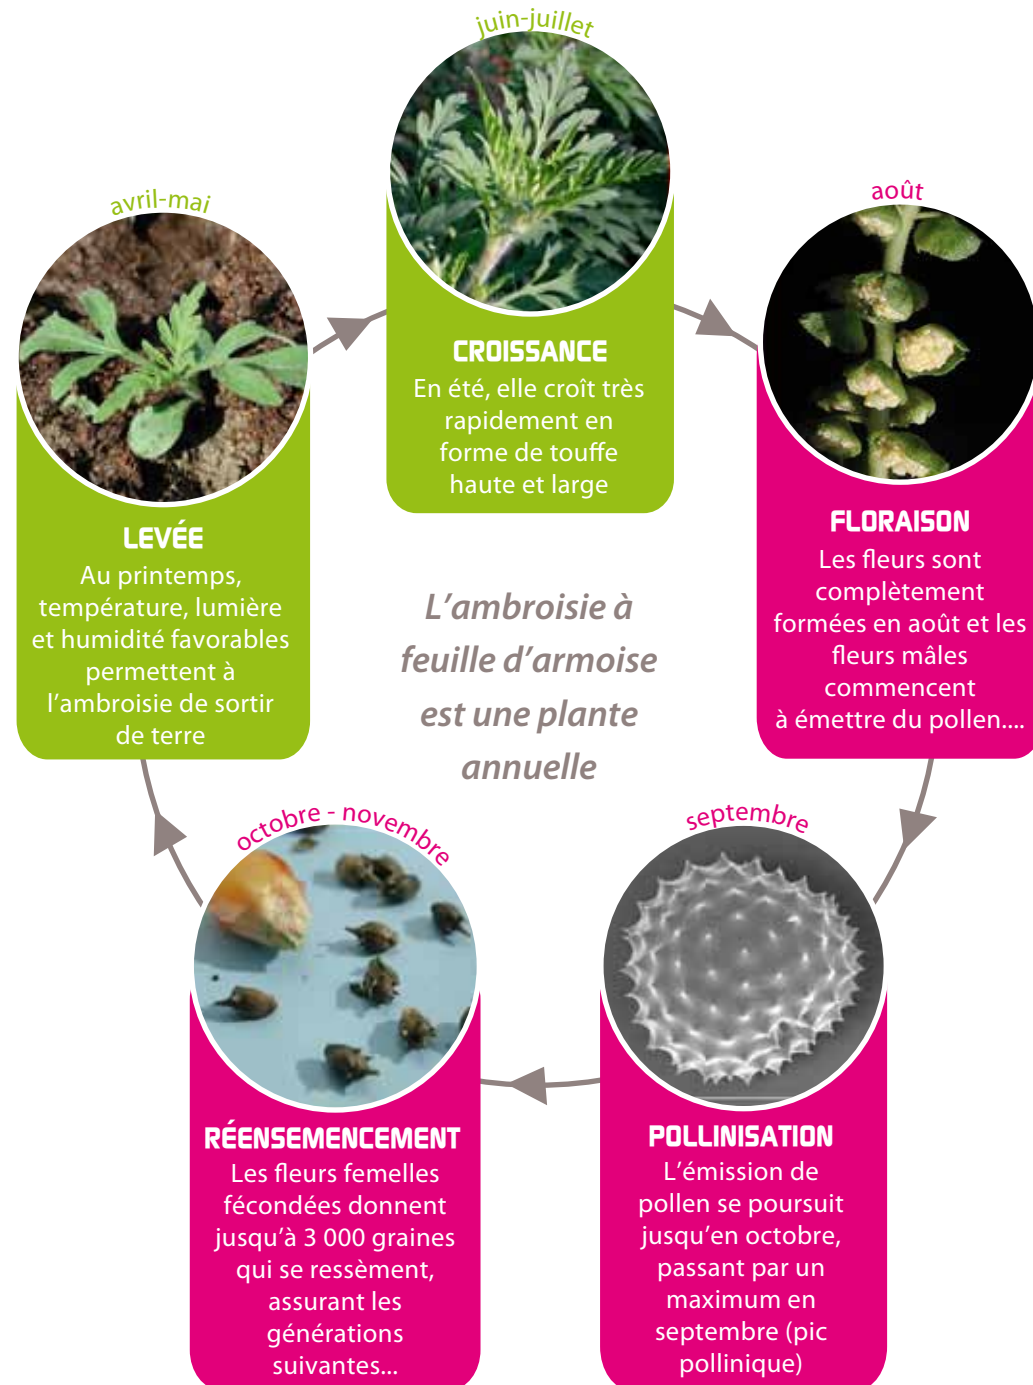 avril-mai
LEVÉE
Au printemps,
température, lumière
et humidité favorables
permettent à
l’ambroisie de sortir
de terre
juin-juillet
CROISSANCE
En été, elle croît très
rapidement en
forme de touffe
haute et large
août
FLORAISON
Les fleurs sont
complètement
formées en août et les
fleurs mâles
commencent
à émettre du pollen....
septembre
POLLINISATION
L’émission de
pollen se poursuit
jusqu’en octobre,
passant par un
maximum en
septembre (pic
pollinique)
octobre - novembre
RÉENSEMENCEMENT
Les fleurs femelles
fécondées donnent
jusqu’à 3 000 graines
qui se ressèment,
assurant les
générations
suivantes...
L’ambroisie à
feuille d’armoise
est une plante
annuelle